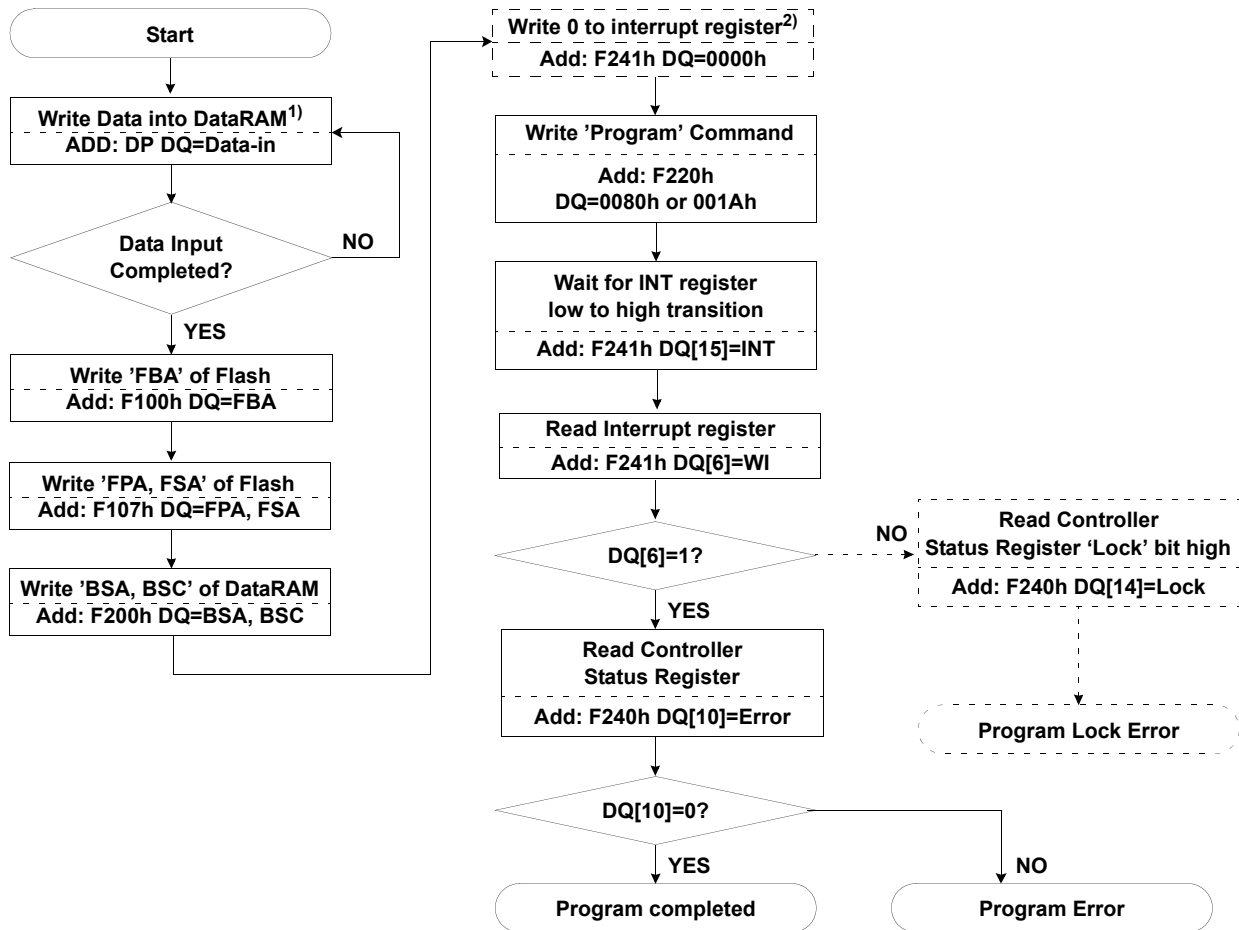 Start
Write Data into DataRAM1)
ADD: DP DQ=Data-in
Data Input
Completed?
NO
YES
Write 'FBA' of Flash
Add: F100h DQ=FBA
Write 'FPA, FSA' of Flash
Add: F107h DQ=FPA, FSA
Write 'BSA, BSC' of DataRAM
Add: F200h DQ=BSA, BSC
Write 0 to interrupt register2)
Add: F241h DQ=0000h
Write 'Program' Command
Add: F220h
DQ=0080h or 001Ah
Wait for INT register
low to high transition
Add: F241h DQ[15]=INT
Read Interrupt register
Add: F241h DQ[6]=WI
DQ[6]=1?
NO
YES
Read Controller
Status Register 'Lock' bit high
Add: F240h DQ[14]=Lock
Program Lock Error
Read Controller
Status Register
Add: F240h DQ[10]=Error
DQ[10]=0?
YES
NO
Program completed
Program Error